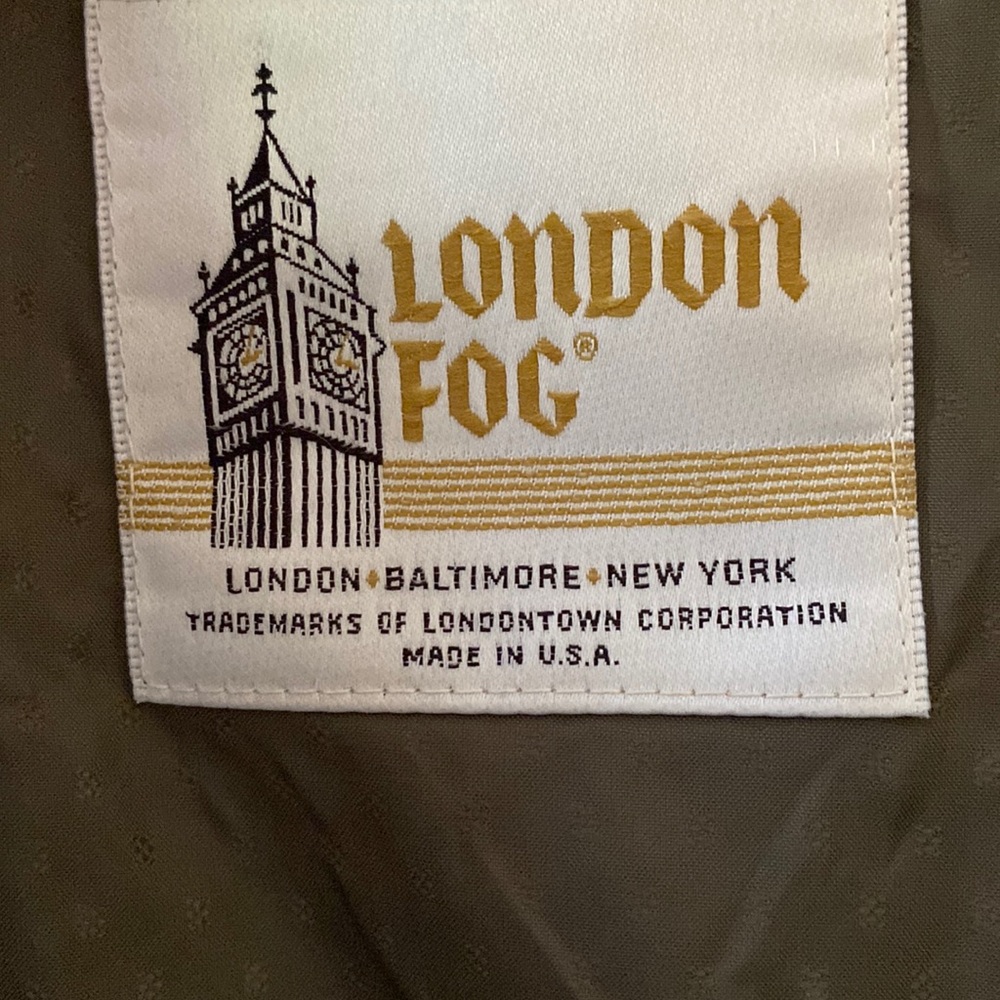 LONDON
FOG®
LONDON•BALTIMORE•NEW YORK
TRADEMARKS OF LONDONTOWN CORPORATION
MADE IN U.S.A.